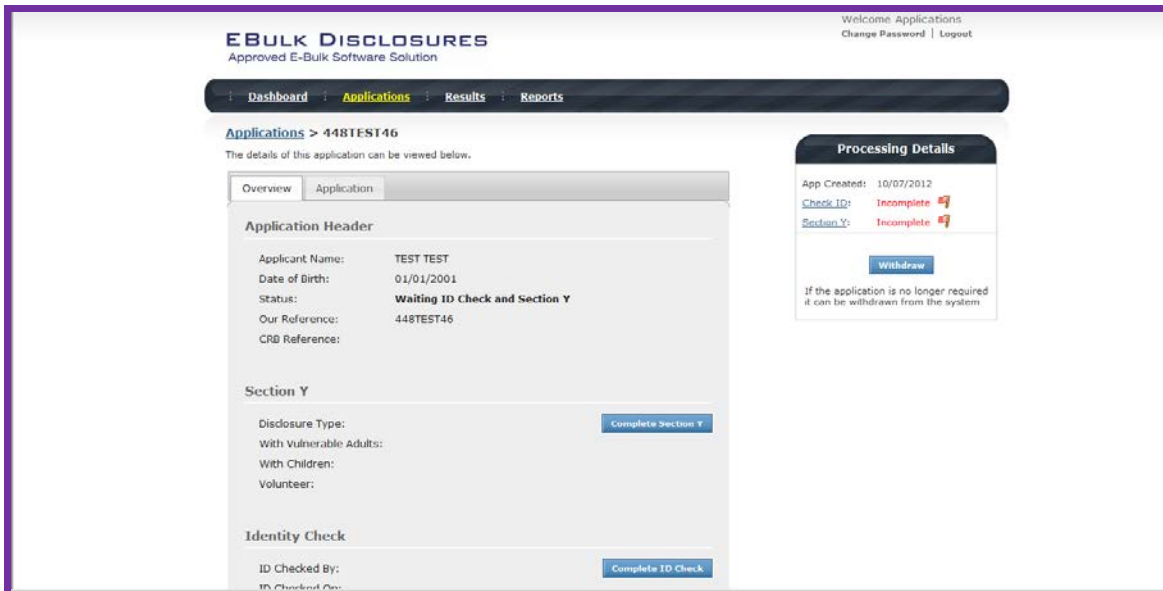 Welcome Applications
Change Password | Logout
EBULK DISCLOSURES
Approved E-Bulk Software Solution
Dashboard Applications Results Reports
Applications > 448TEST46
The details of this application can be viewed below.
Overview Application
Application Header
Applicant Name: TEST TEST
Date of Birth: 01/01/2001
Status: Waiting ID Check and Section Y
Our Reference: 448TEST46
CRB Reference:
Section Y
Disclosure Type: Complete Section Y
With Vulnerable Adults:
With Children:
Volunteer:
Identity Check
ID Checked By: Complete ID Check
ID Checked On:
Processing Details
App Created: 10/07/2012
Check ID: Incomplete
Section Y: Incomplete
Withdraw
If the application is no longer required
it can be withdrawn from the system